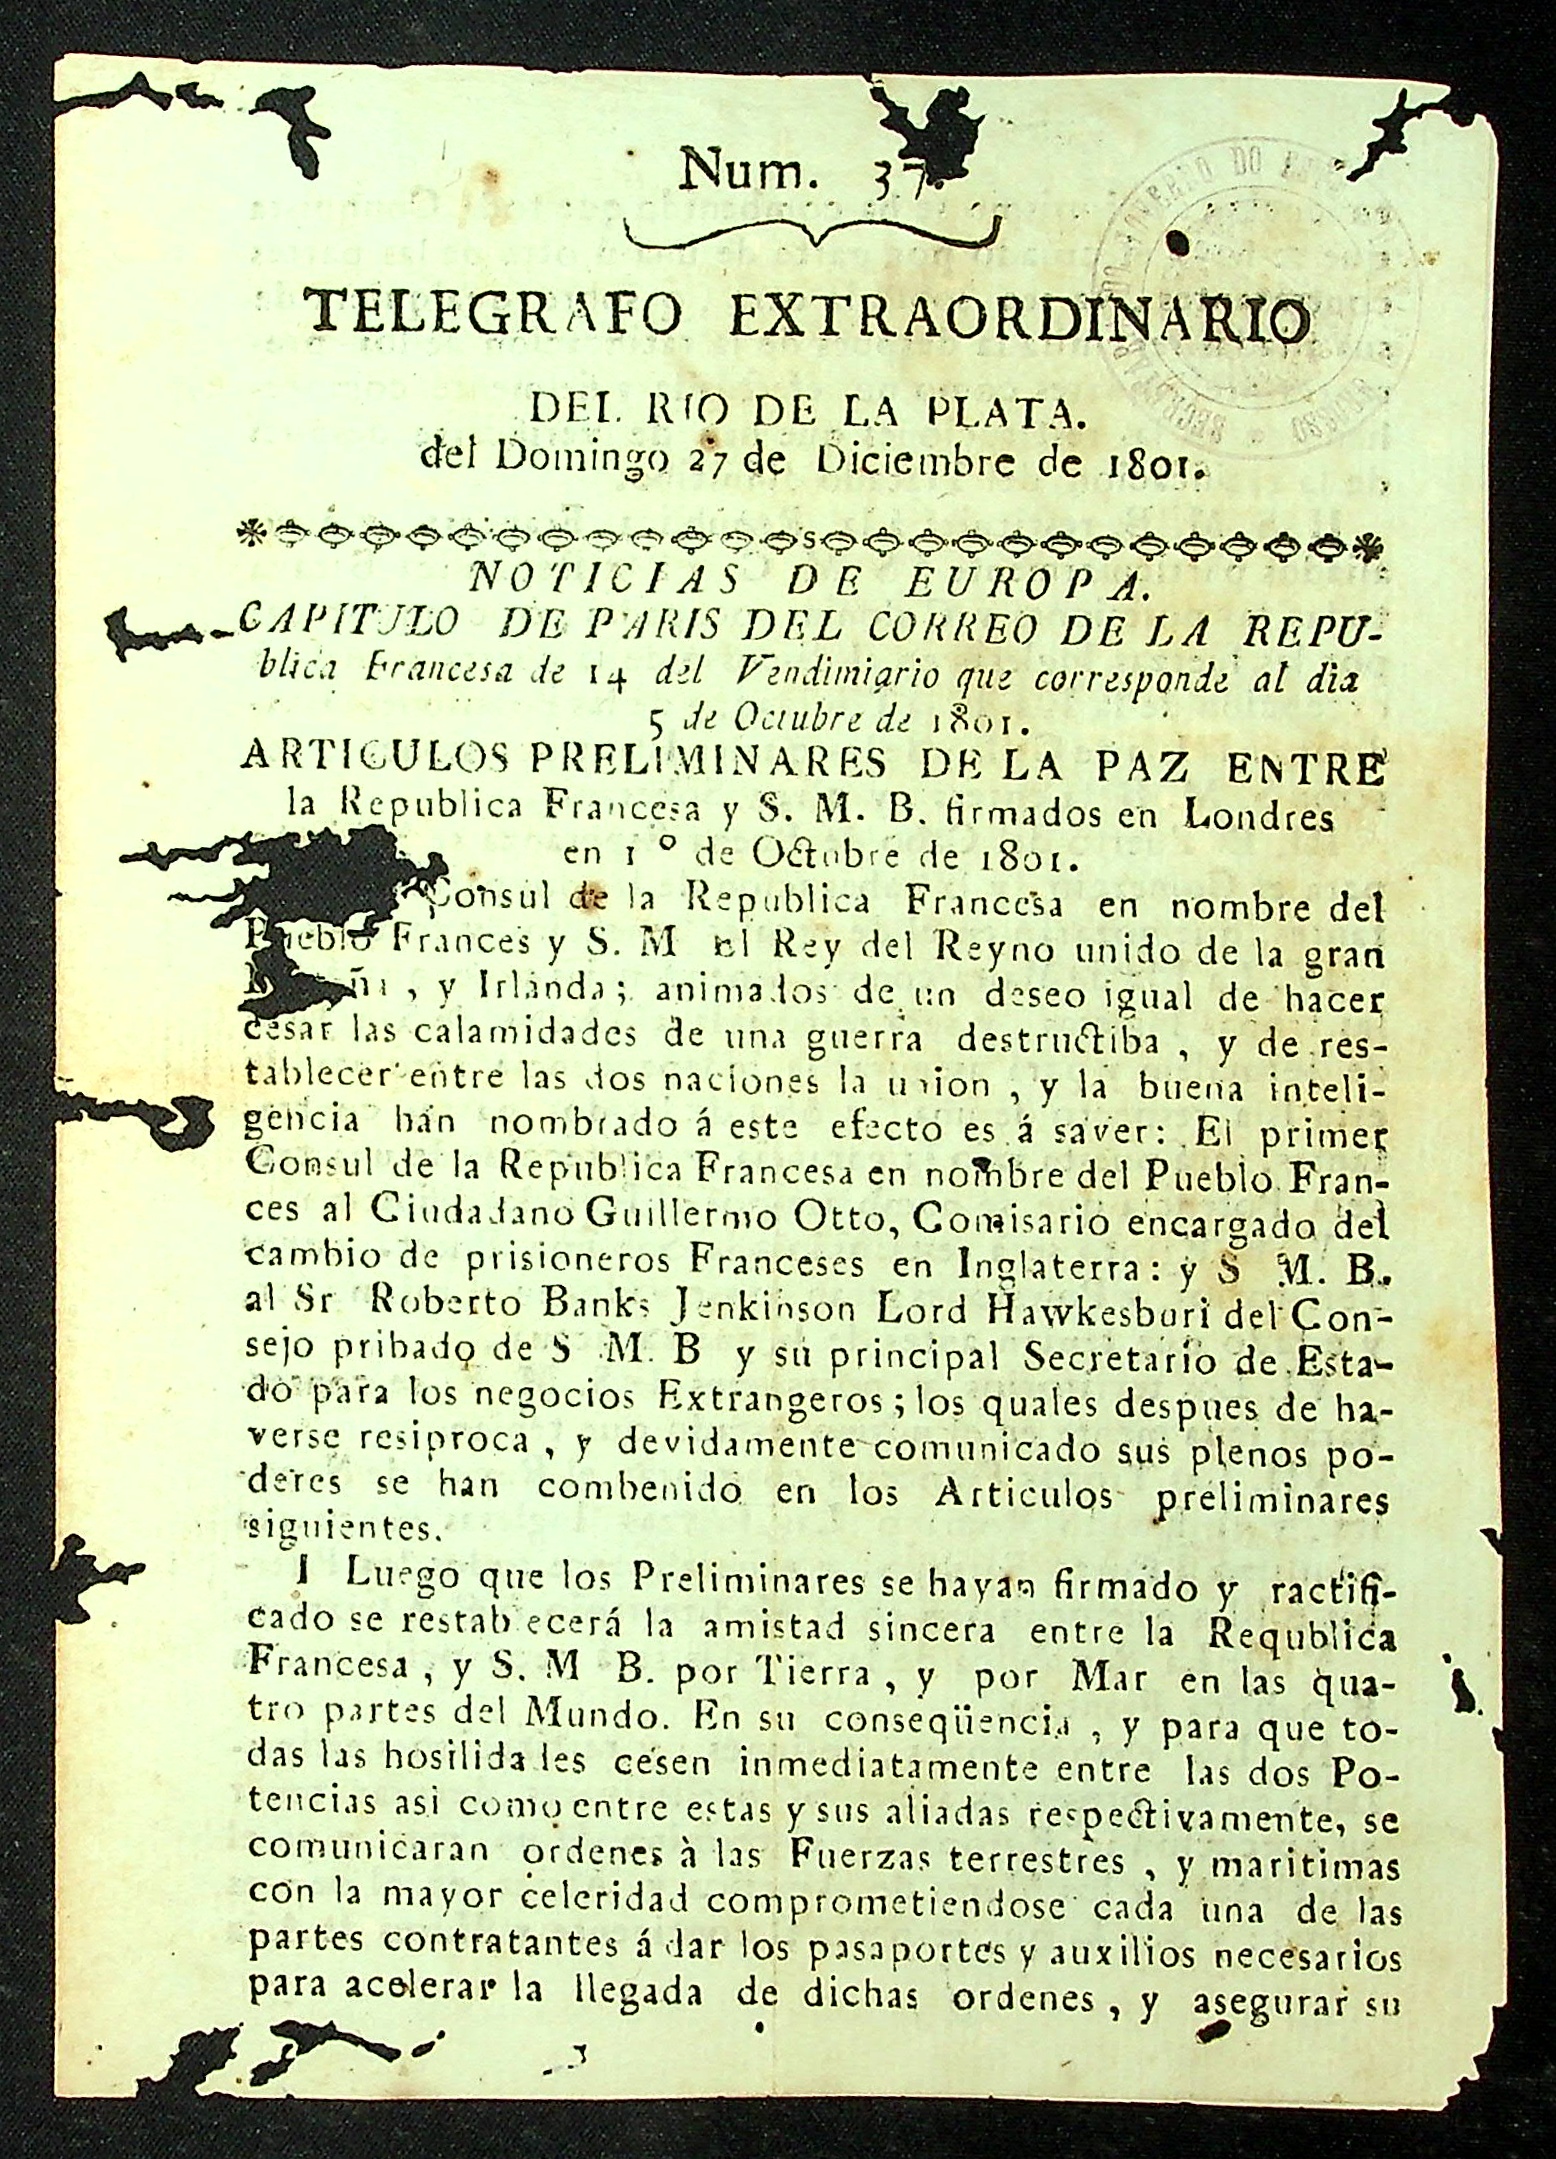 Num. 37.
TELEGRAFO EXTRAORDINARIO
DEL RIO DE LA PLATA.
del Domingo 27 de Diciembre de 1801.
NOTICIAS DE EUROPA.
CAPITULO DE PARIS DEL CORREO DE LA REPU-
blica Francesa de 14 del Vendimiario que corresponde al dia
5 de Octubre de 1801.
ARTICULOS PRELIMINARES DE LA PAZ ENTRE
la Republica Francesa y S. M. B. firmados en Londres
en 1º de Octubre de 1801.
Consul de la Republica Francesa en nombre del
Pueblo Frances y S. M el Rey del Reyno unido de la gran
, y Irlanda; animados de un deseo igual de hacer
cesar las calamidades de una guerra destructiba, y de res-
tablecer entre las dos naciones la union, y la buena inteli-
gencia han nombrado á este efecto es á saver: El primer
Consul de la Republica Francesa en nombre del Pueblo Fran-
ces al Ciudadano Guillermo Otto, Comisario encargado del
cambio de prisioneros Franceses en Inglaterra: y S M. B.
al Sr Roberto Banks Jenkinson Lord Hawkesburi del Con-
sejo pribado de S M. B y su principal Secretario de Esta-
do para los negocios Extrangeros; los quales despues de ha-
verse resiproca, y devidamente comunicado sus plenos po-
deres se han combenido en los Articulos preliminares
siguientes.
I Luego que los Preliminares se hayan firmado y ractifi-
cado se restab ecerá la amistad sincera entre la Requblica
Francesa, y S. M B. por Tierra, y por Mar en las qua-
tro partes del Mundo. En su conseqüencia, y para que to-
das las hosilidades cesen inmediatamente entre las dos Po-
tencias asi como entre estas y sus aliadas respectivamente, se
comunicaran ordenes à las Fuerzas terrestres, y maritimas
con la mayor celeridad comprometiendose cada una de las
partes contratantes á dar los pasaportes y auxilios necesarios
para acelerar la llegada de dichas ordenes, y asegurar su